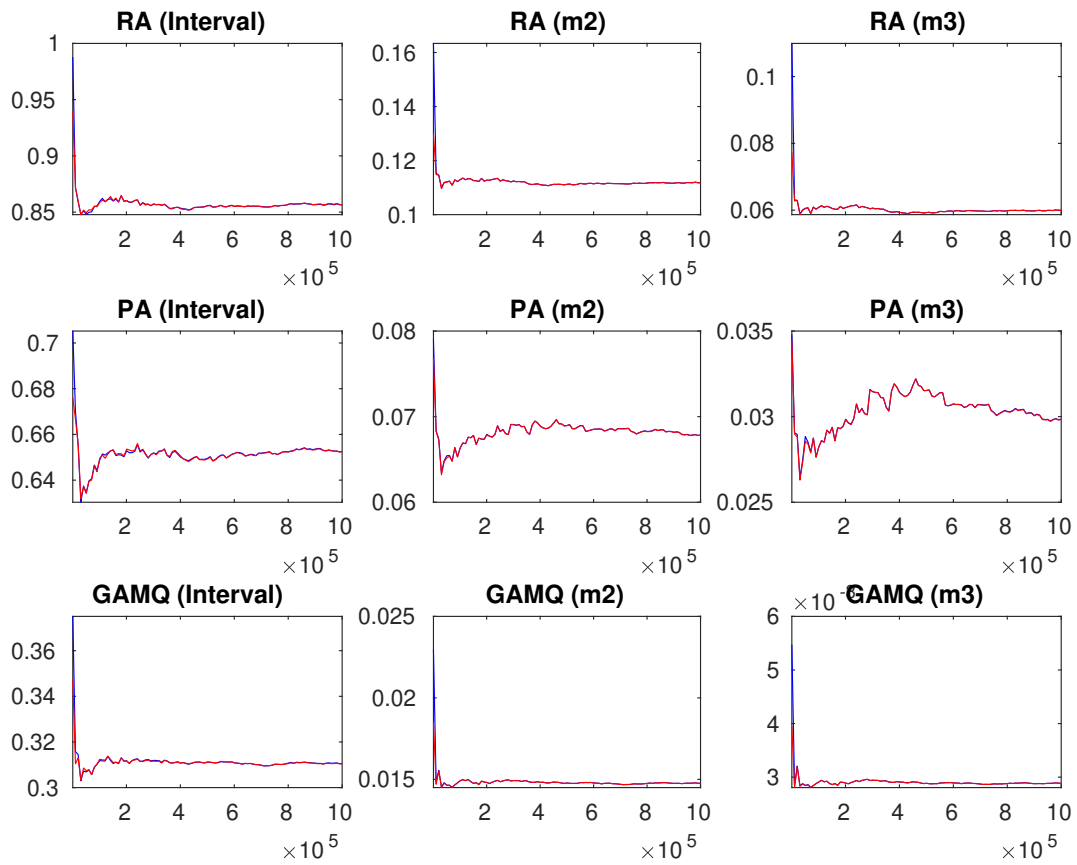 RA (Interval)
1
0.95
0.9
0.85
2 4 6 8 10
×10 5
RA (m2)
0.16
0.14
0.12
0.1
2 4 6 8 10
×10 5
RA (m3)
0.1
0.08
0.06
2 4 6 8 10
×10 5
PA (Interval)
0.7
0.68
0.66
0.64
2 4 6 8 10
×10 5
PA (m2)
0.08
0.07
0.06
2 4 6 8 10
×10 5
PA (m3)
0.035
0.03
0.025
2 4 6 8 10
×10 5
GAMQ (Interval)
0.36
0.34
0.32
0.3
2 4 6 8 10
×10 5
GAMQ (m2)
0.025
0.02
0.015
2 4 6 8 10
×10 5
×10
GAMQ (m3)
6
5
4
3
2 4 6 8 10
×10 5